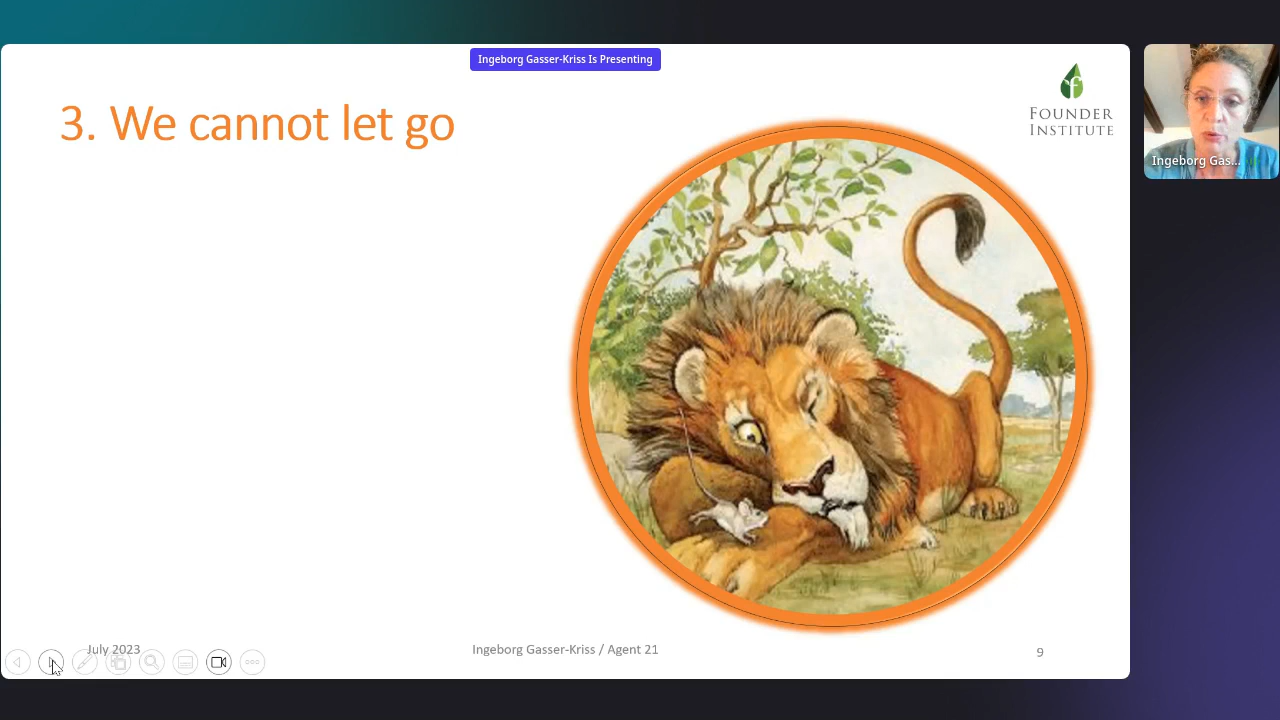 Ingeborg Gasser-Kriss Is Presenting
3. We cannot let go
FOUNDER
INSTITUTE
Ingeborg Gas...
July 2023
Ingeborg Gasser-Kriss / Agent 21
9